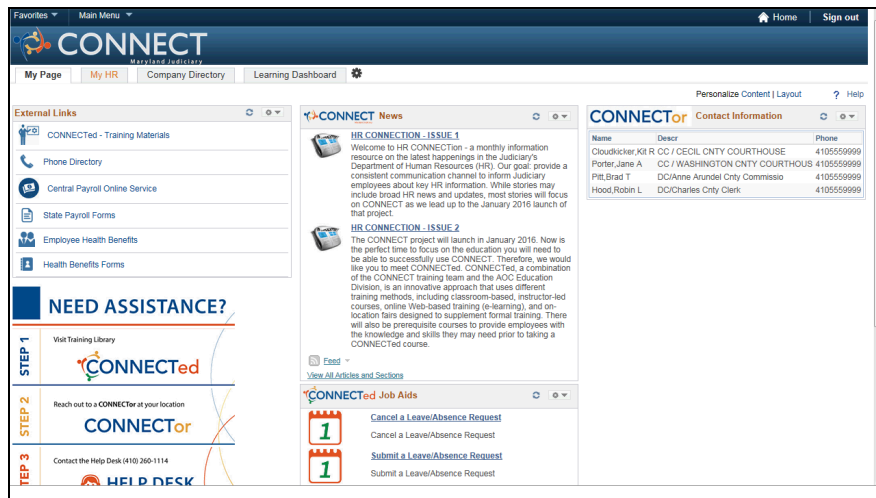 Favorites Main Menu Home Sign out
CONNECT
Maryland Judiciary
My Page My HR Company Directory Learning Dashboard
Personalize Content | Layout ? Help
External Links
CONNECTed - Training Materials
Phone Directory
Central Payroll Online Service
State Payroll Forms
Employee Health Benefits
Health Benefits Forms
NEED ASSISTANCE?
STEP 1
Visit Training Library
CONNECTed
STEP 2
Reach out to a CONNECTor at your location
CONNECTor
STEP 3
Contact the Help Desk (410) 260-1114
HELP DESK
CONNECT News
HR CONNECTION - ISSUE 1
Welcome to HR CONNECTion - a monthly information
resource on the latest happenings in the Judiciary's
Department of Human Resources (HR). Our goal: provide a
consistent communication channel to inform Judiciary
employees about key HR information. While stories may
include broad HR news and updates, most stories will focus
on CONNECT as we lead up to the January 2016 launch of
that project.
HR CONNECTION - ISSUE 2
The CONNECT project will launch in January 2016. Now is
the perfect time to focus on the education you will need to
be able to successfully use CONNECT. Therefore, we would
like you to meet CONNECTed. CONNECTed, a combination
of the CONNECT training team and the AOC Education
Division, is an innovative approach that uses different
training methods, including classroom-based, instructor-led
courses, online Web-based training (e-learning), and on-
location fairs designed to supplement formal training. There
will also be prerequisite courses to provide employees with
the knowledge and skills they may need prior to taking a
CONNECTed course.
Feed
View All Articles and Sections
CONNECTed Job Aids
1
Cancel a Leave/Absence Request
Cancel a Leave/Absence Request
1
Submit a Leave/Absence Request
Submit a Leave/Absence Request
CONNECTor Contact Information
Name Descr Phone
Cloudkicker,Kit R CC / CECIL CNTY COURTHOUSE 4105559999
Porter,Jane A CC / WASHINGTON CNTY COURTHOUS 4105559999
Pitt,Brad T DC/Anne Arundel Cnty Commissio 4105559999
Hood,Robin L DC/Charles Cnty Clerk 4105559999